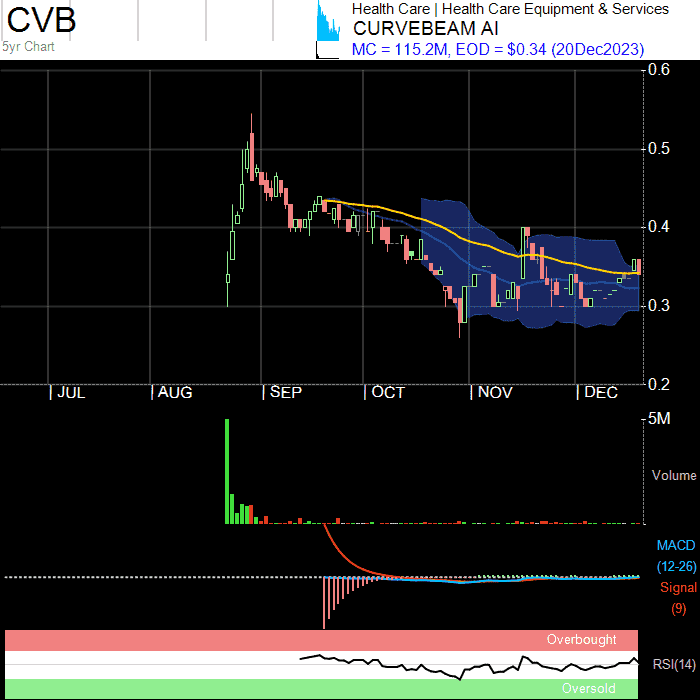 CVB
5yr Chart
Health Care | Health Care Equipment & Services
CURVEBEAM AI
MC = 115.2M, EOD = $0.34 (20Dec2023)
0.6
0.5
0.4
0.3
0.2
| JUL | AUG | SEP | OCT | NOV | DEC
5M
Volume
MACD
(12-26)
Signal
(9)
Overbought
RSI(14)
Oversold